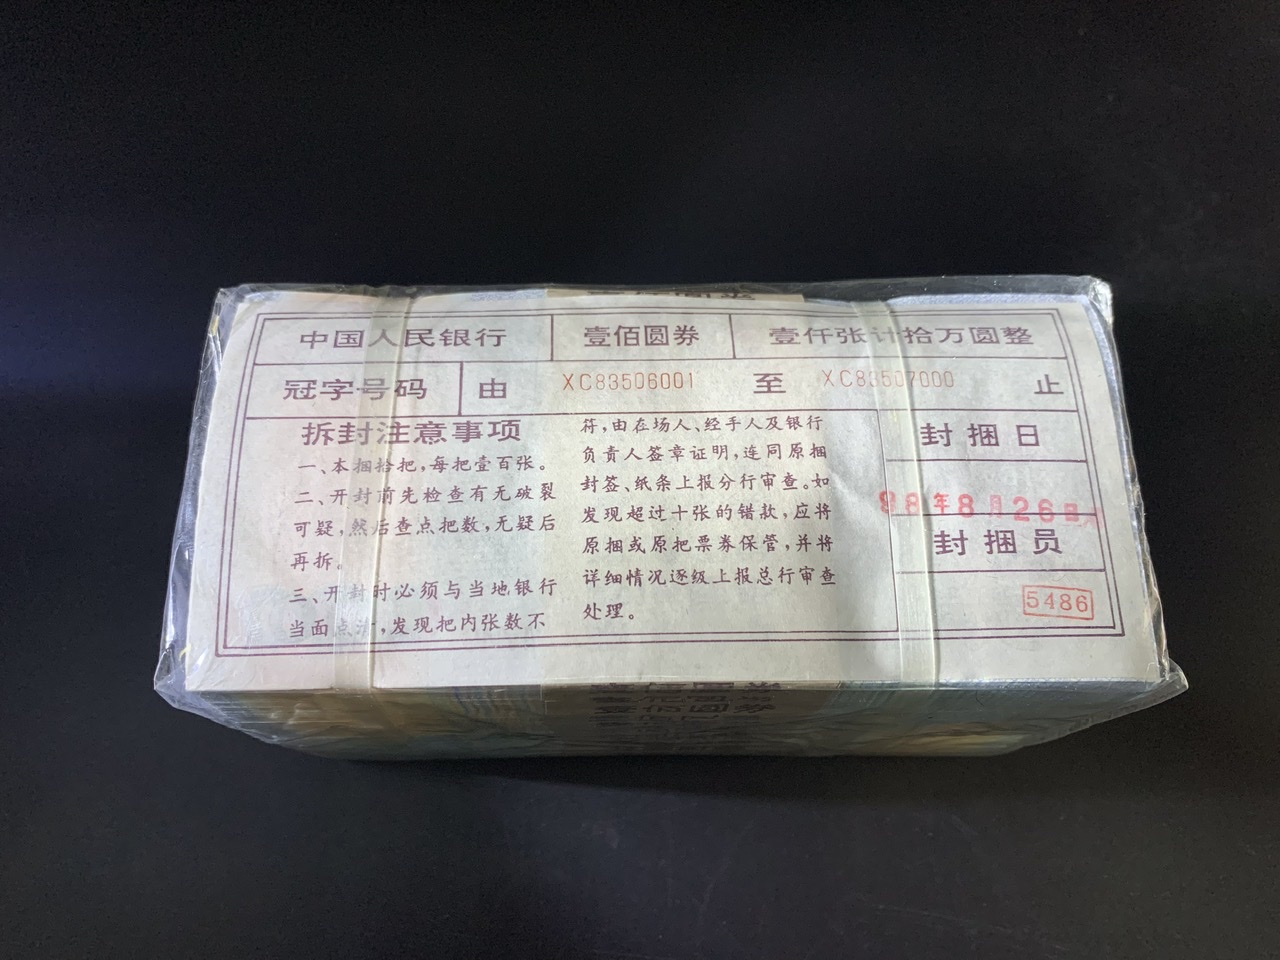 中国人民银行 壹佰圆券 壹仟张计拾万圆整
冠字号码 由 XC83506001 至 XC83507000 止
拆封注意事项
一、本捆拾把，每把壹百张。
二、开封前先检查有无破裂
可疑，然后查点把数，无疑后
再拆。
三、开封时必须与当地银行
当面点清，发现把内张数不
符，由在场人、经手人及银行
负责人签章证明，连同原捆
封签、纸条上报分行审查。如
发现超过十张的错款，应将
原捆或原把票券保管，并将
详细情况逐级上报总行审查
处理。
封捆日
88年8月26日
封捆员
5486
壹佰圆券